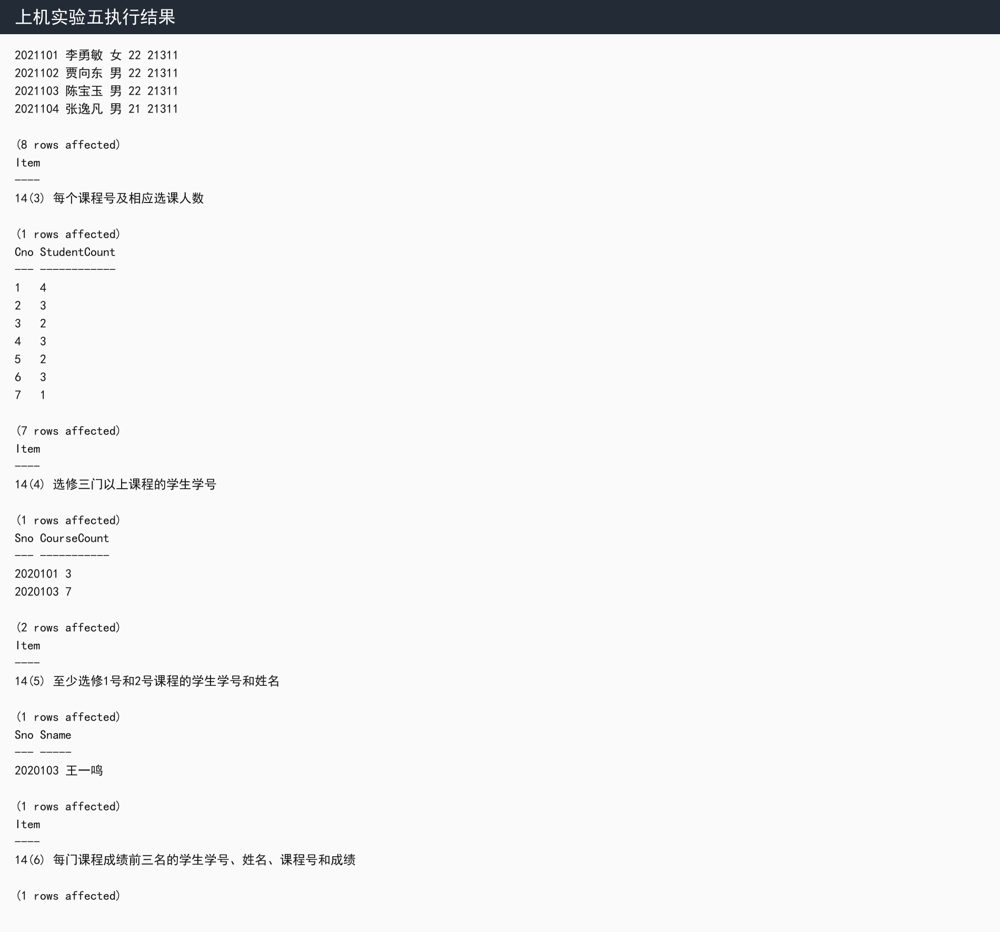 上机实验五执行结果
2021101 李勇敏 女 22 21311
2021102 贾向东 男 22 21311
2021103 陈宝玉 男 22 21311
2021104 张逸凡 男 21 21311
(8 rows affected)
Item
----
14(3) 每个课程号及相应选课人数
(1 rows affected)
Cno StudentCount
--- ------------
1   4
2   3
3   2
4   3
5   2
6   3
7   1
(7 rows affected)
Item
----
14(4) 选修三门以上课程的学生学号
(1 rows affected)
Sno CourseCount
--- -----------
2020101 3
2020103 7
(2 rows affected)
Item
----
14(5) 至少选修1号和2号课程的学生学号和姓名
(1 rows affected)
Sno Sname
--- -----
2020103 王一鸣
(1 rows affected)
Item
----
14(6) 每门课程成绩前三名的学生学号、姓名、课程号和成绩
(1 rows affected)